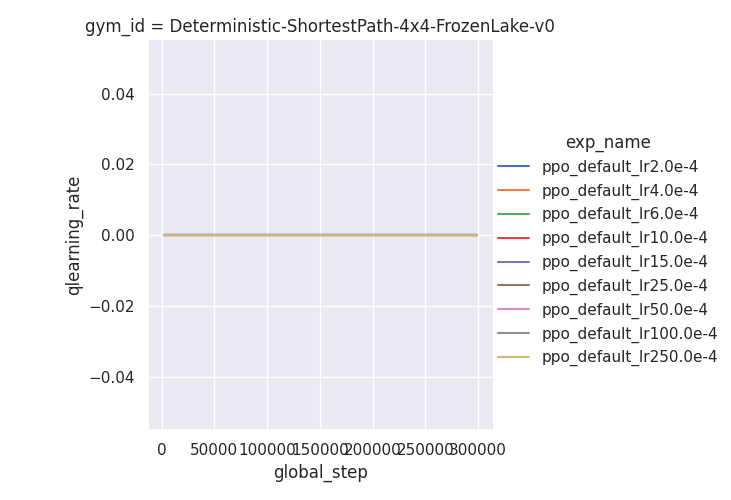 gym_id = Deterministic-ShortestPath-4x4-FrozenLake-v0
0.04
0.02
0.00
−0.02
−0.04
qlearning_rate
0 50000 100000 150000 200000 250000 300000
global_step
exp_name
ppo_default_lr2.0e-4
ppo_default_lr4.0e-4
ppo_default_lr6.0e-4
ppo_default_lr10.0e-4
ppo_default_lr15.0e-4
ppo_default_lr25.0e-4
ppo_default_lr50.0e-4
ppo_default_lr100.0e-4
ppo_default_lr250.0e-4